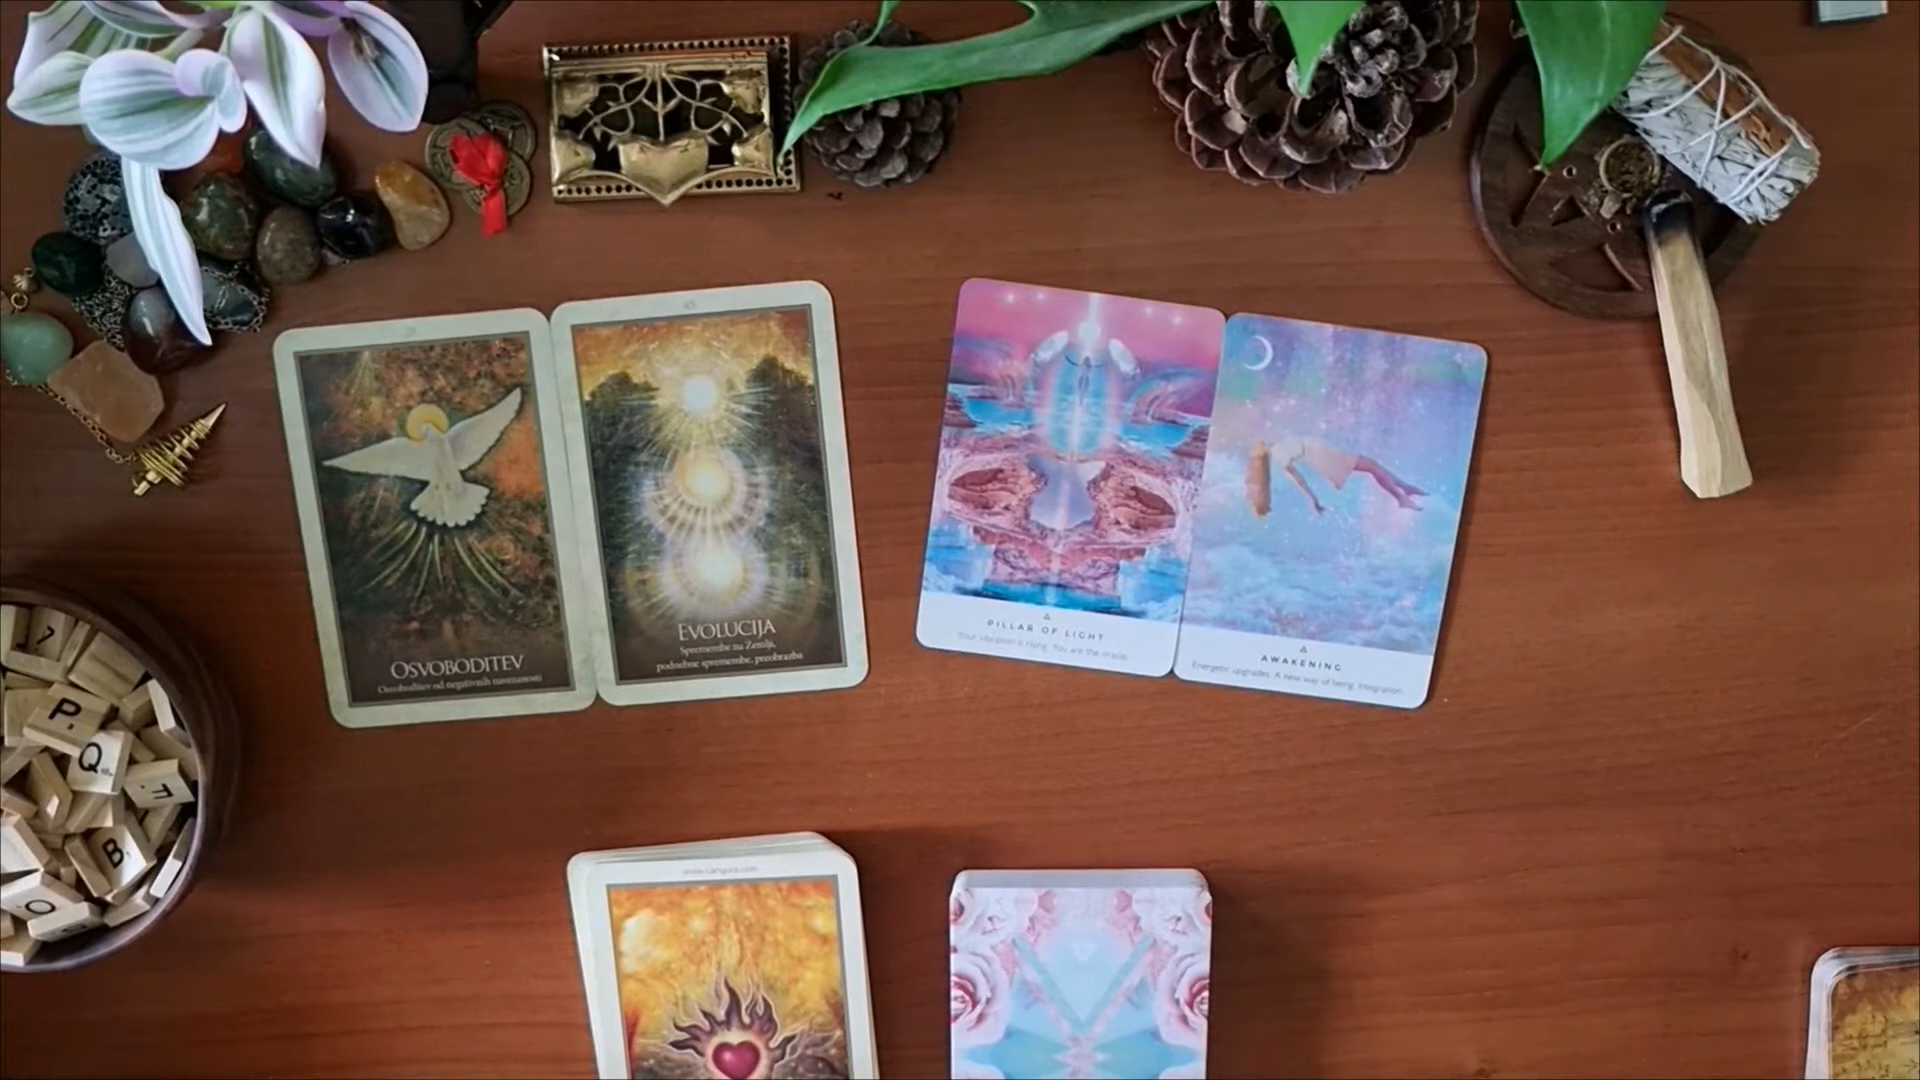 OSVOBODITEV
Osvoboditev od negativnih navezanosti
45
EVOLUCIJA
Spremembe na Zemlji,
podnebne spremembe, preobrazba
PILLAR OF LIGHT
Your vibration is rising. You are the oracle.
AWAKENING
Energetic upgrades. A new way of being. Integration.
P
Q
B
O